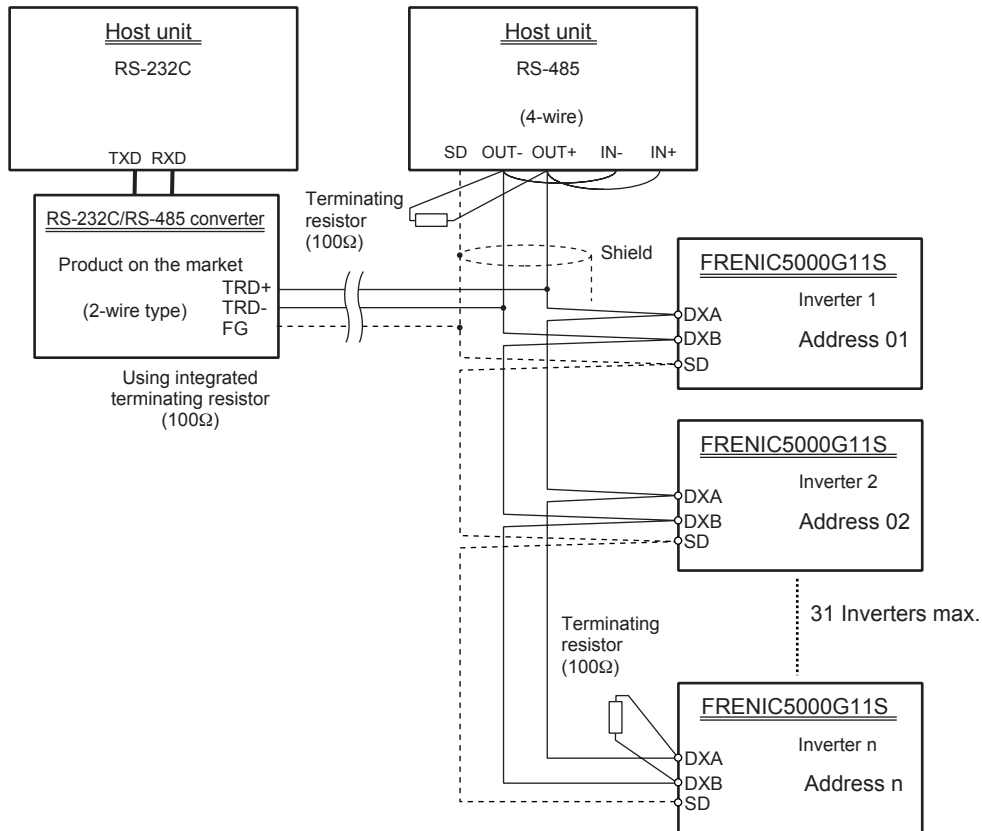 Host unit
RS-232C
TXD RXD
RS-232C/RS-485 converter
Product on the market
(2-wire type)
TRD+
TRD-
FG
Using integrated
terminating resistor
(100Ω)
Host unit
RS-485
(4-wire)
SD OUT- OUT+ IN- IN+
Terminating
resistor
(100Ω)
Shield
FRENIC5000G11S
Inverter 1
Address 01
DXA
DXB
SD
FRENIC5000G11S
Inverter 2
Address 02
DXA
DXB
SD
31 Inverters max.
Terminating
resistor
(100Ω)
FRENIC5000G11S
Inverter n
Address n
DXA
DXB
SD